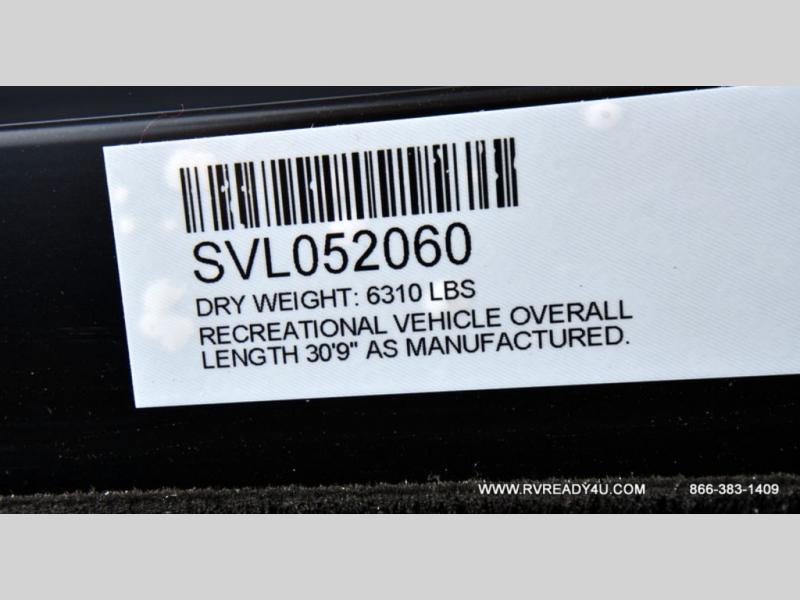 SVL052060
DRY WEIGHT: 6310 LBS
RECREATIONAL VEHICLE OVERALL
LENGTH 30'9" AS MANUFACTURED.
WWW.RVREADY4U.COM 866-383-1409